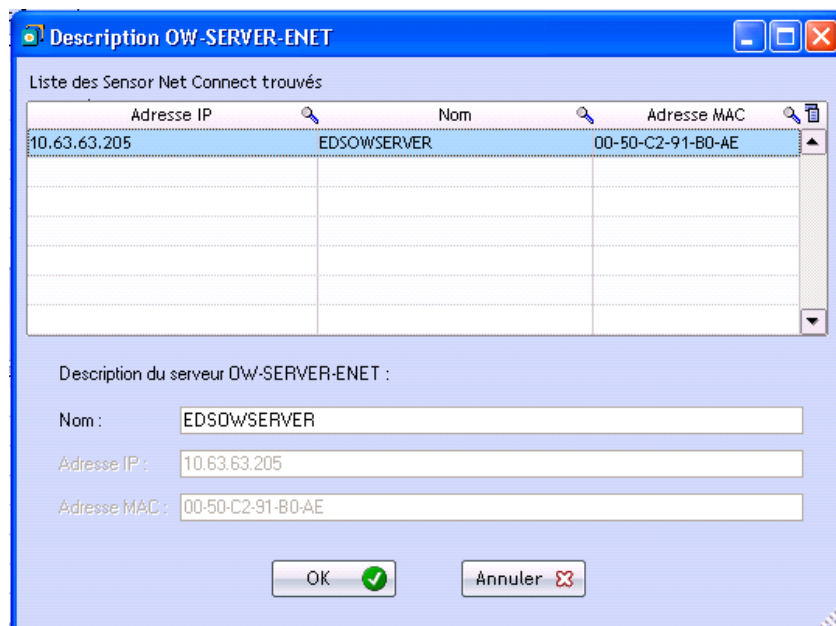 Description OW-SERVER-ENET
Liste des Sensor Net Connect trouvés
Adresse IP Nom Adresse MAC
10.63.63.205 EDSOWSERVER 00-50-C2-91-B0-AE
Description du serveur OW-SERVER-ENET :
Nom : EDSOWSERVER
Adresse IP : 10.63.63.205
Adresse MAC : 00-50-C2-91-B0-AE
OK Annuler